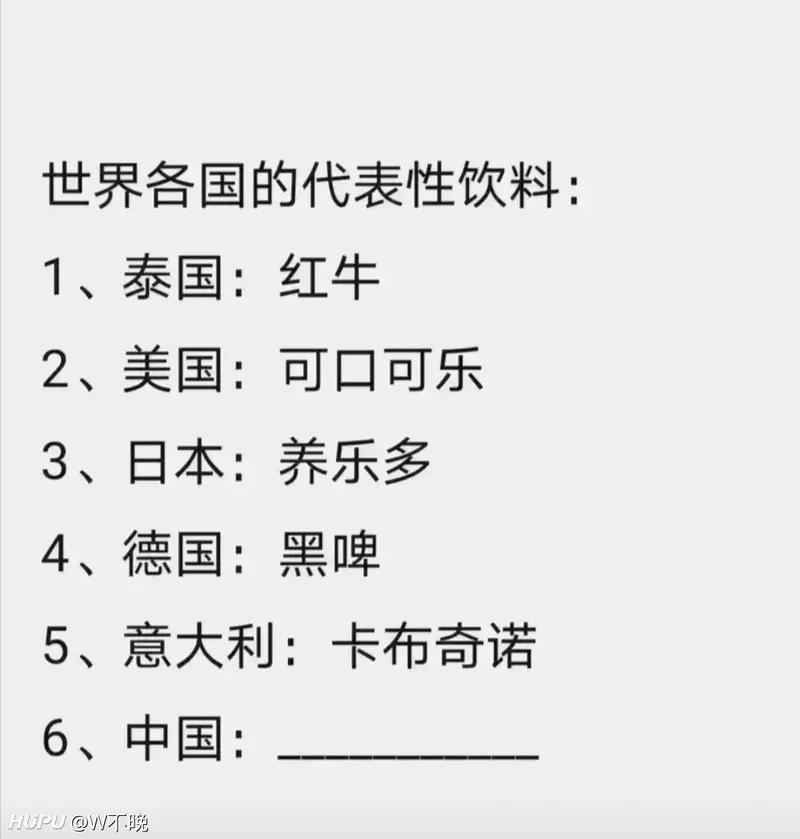 世界各国的代表性饮料：
1、泰国：红牛
2、美国：可口可乐
3、日本：养乐多
4、德国：黑啤
5、意大利：卡布奇诺
6、中国：__________
HUPU @W不晚